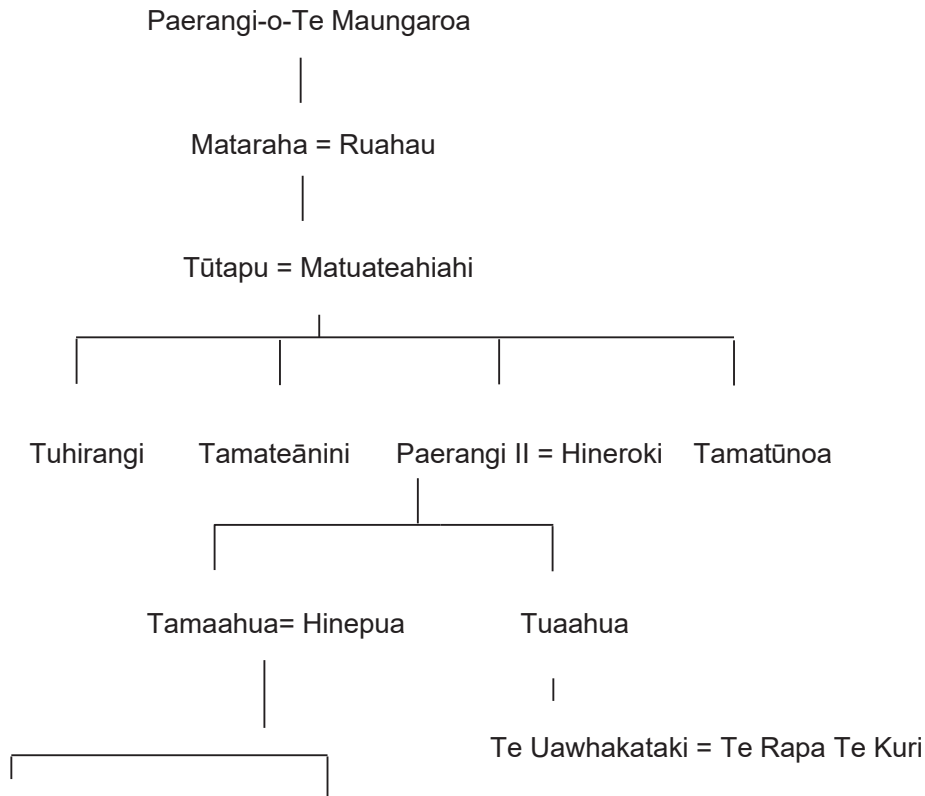 Paerangi-o-Te Maungaroa
Mataraha = Ruahau
Tūtapu = Matuateahiahi
Tuhirangi Tamateānini Paerangi II = Hineroki Tamatūnoa
Tamaahua= Hinepua Tuaahua
Te Uawhakataki = Te Rapa Te Kuri